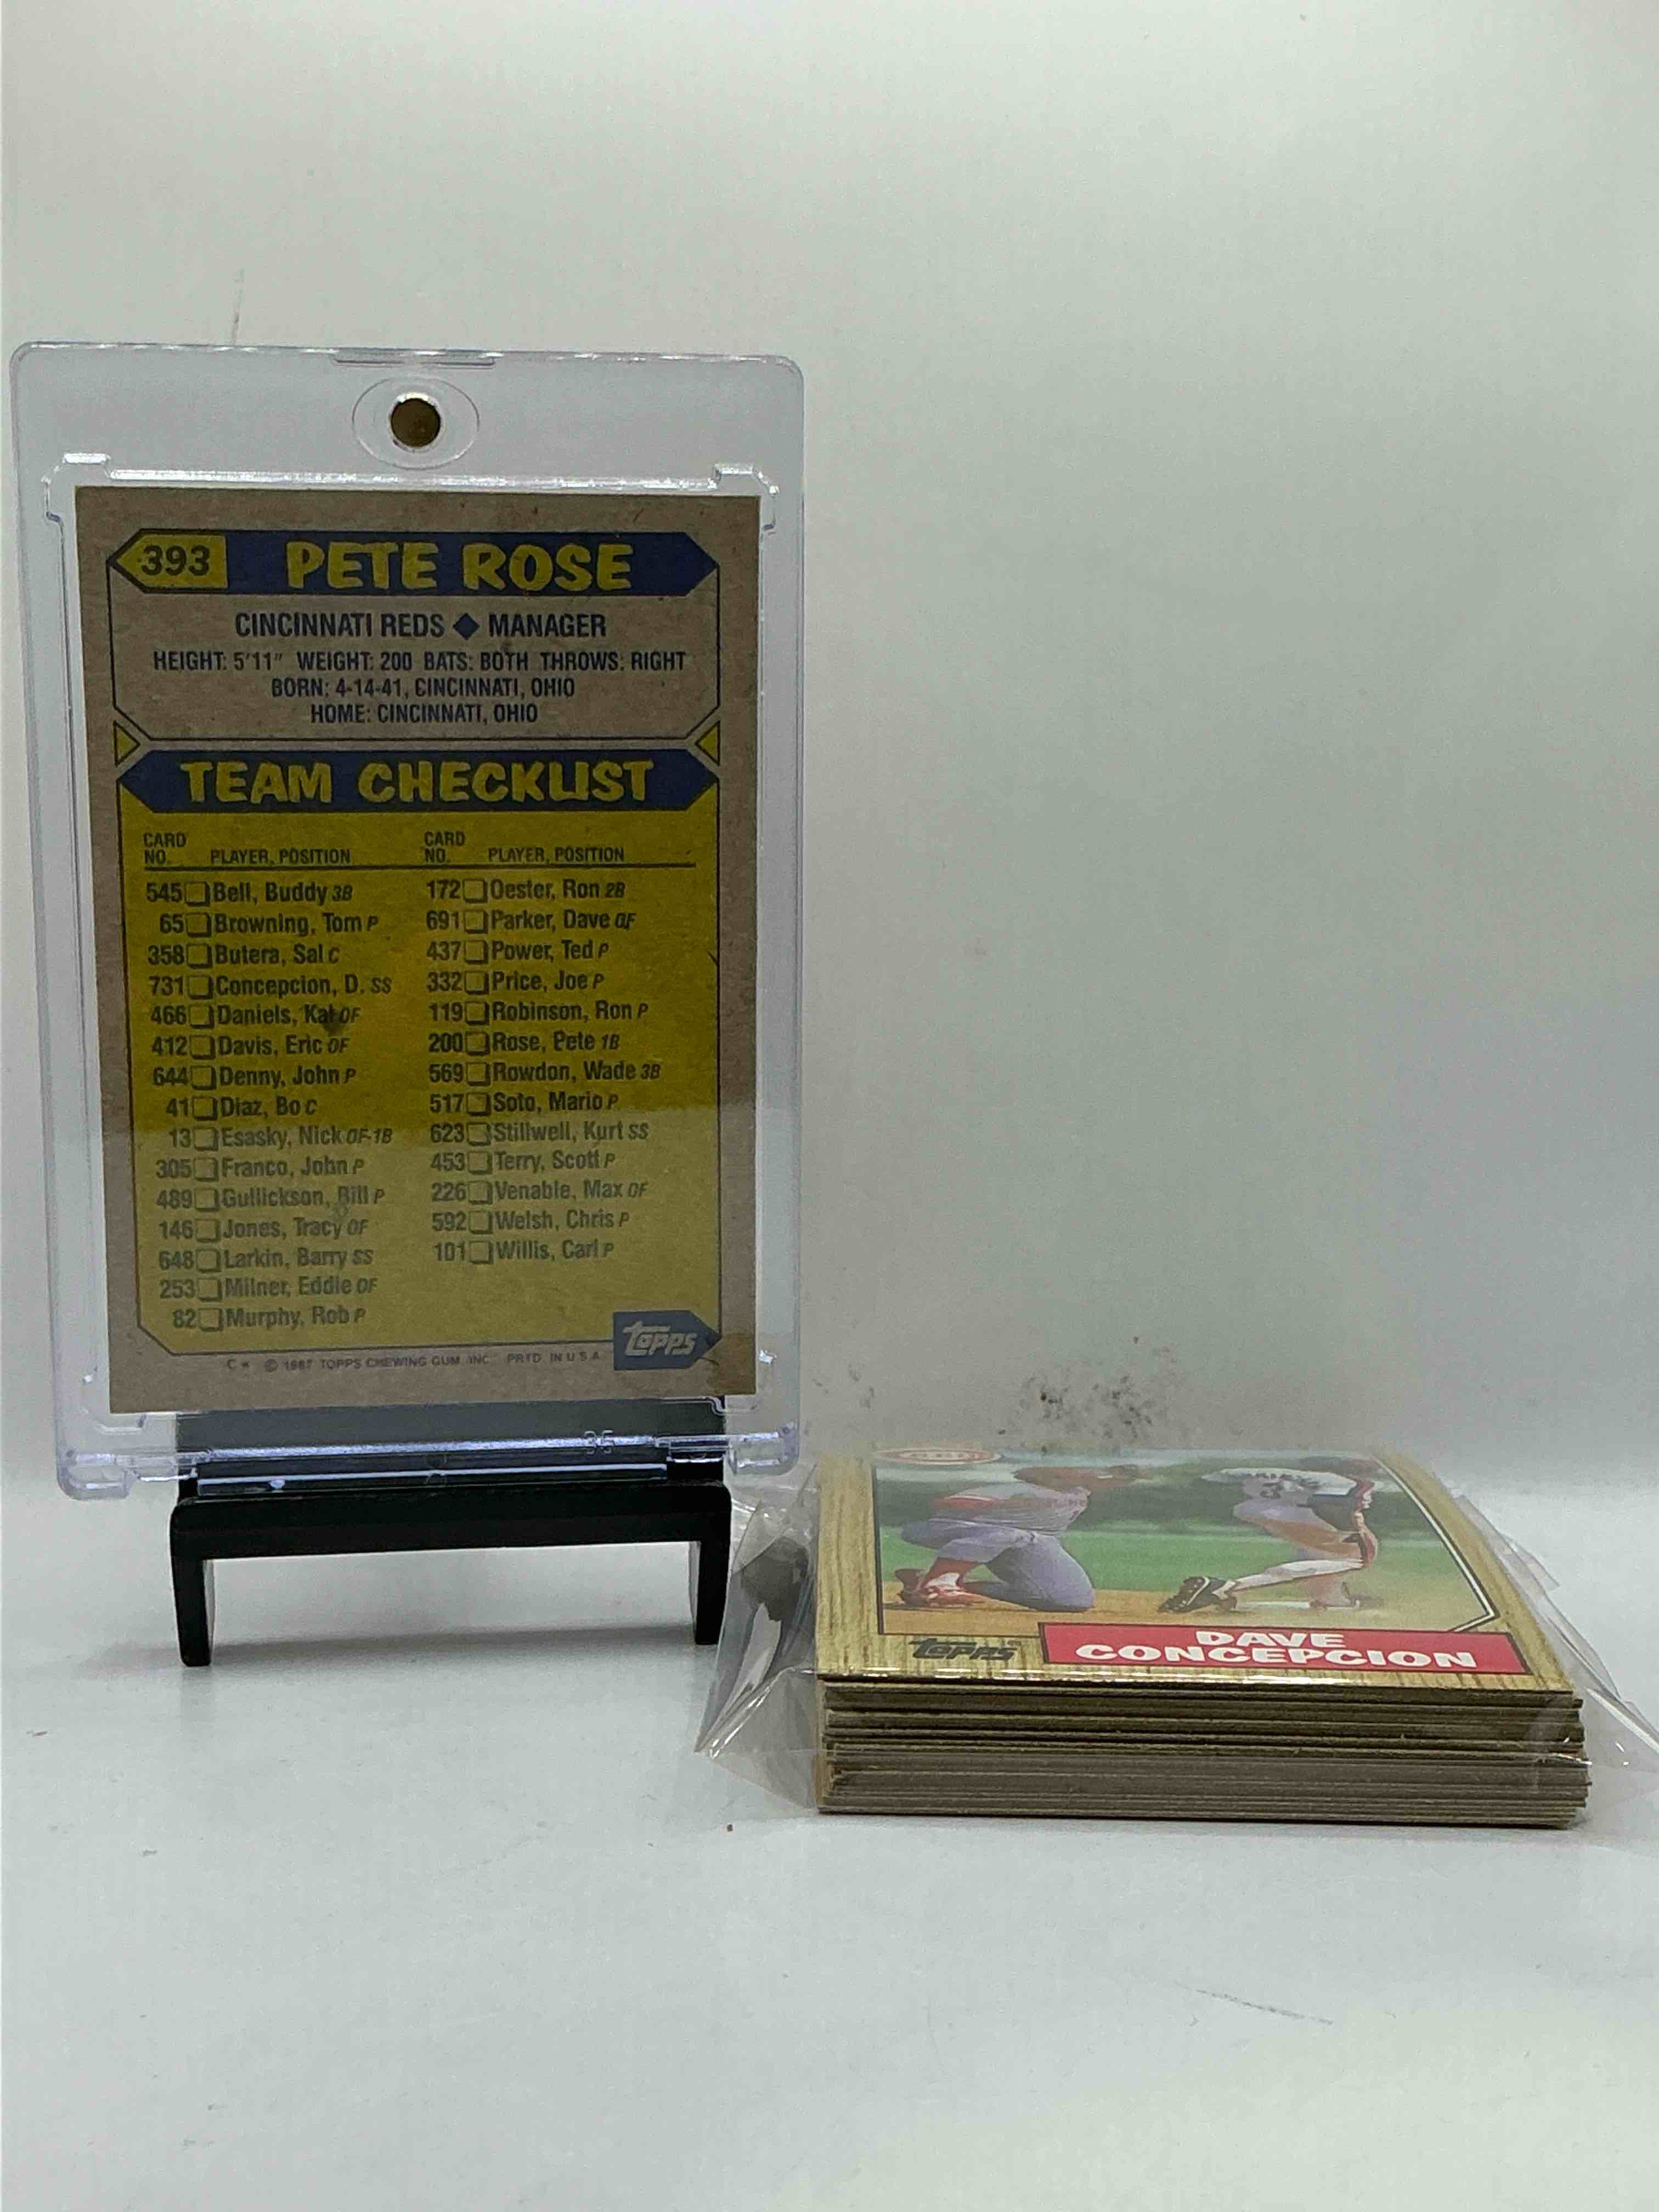 393 PETE ROSE
CINCINNATI REDS ◆ MANAGER
HEIGHT: 5'11" WEIGHT: 200 BATS: BOTH THROWS: RIGHT
BORN: 4-14-41, CINCINNATI, OHIO
HOME: CINCINNATI, OHIO
TEAM CHECKLIST
CARD NO. PLAYER, POSITION
545 Bell, Buddy 3B
65 Browning, Tom P
358 Butera, Sal C
731 Concepcion, D. SS
466 Daniels, Kal OF
412 Davis, Eric OF
644 Denny, John P
41 Diaz, Bo C
13 Esasky, Nick OF-1B
305 Franco, John P
489 Gullickson, Bill P
146 Jones, Tracy OF
648 Larkin, Barry SS
253 Milner, Eddie OF
82 Murphy, Rob P
CARD NO. PLAYER, POSITION
172 Oester, Ron 2B
691 Parker, Dave OF
437 Power, Ted P
332 Price, Joe P
119 Robinson, Ron P
200 Rose, Pete 1B
569 Rowdon, Wade 3B
517 Soto, Mario P
623 Stillwell, Kurt SS
453 Terry, Scott P
226 Venable, Max OF
592 Welsh, Chris P
101 Willis, Carl P
TOPPS
C* © 1987 TOPPS CHEWING GUM, INC. PRTD. IN U.S.A.
35
TOPPS
DAVE
CONCEPCION